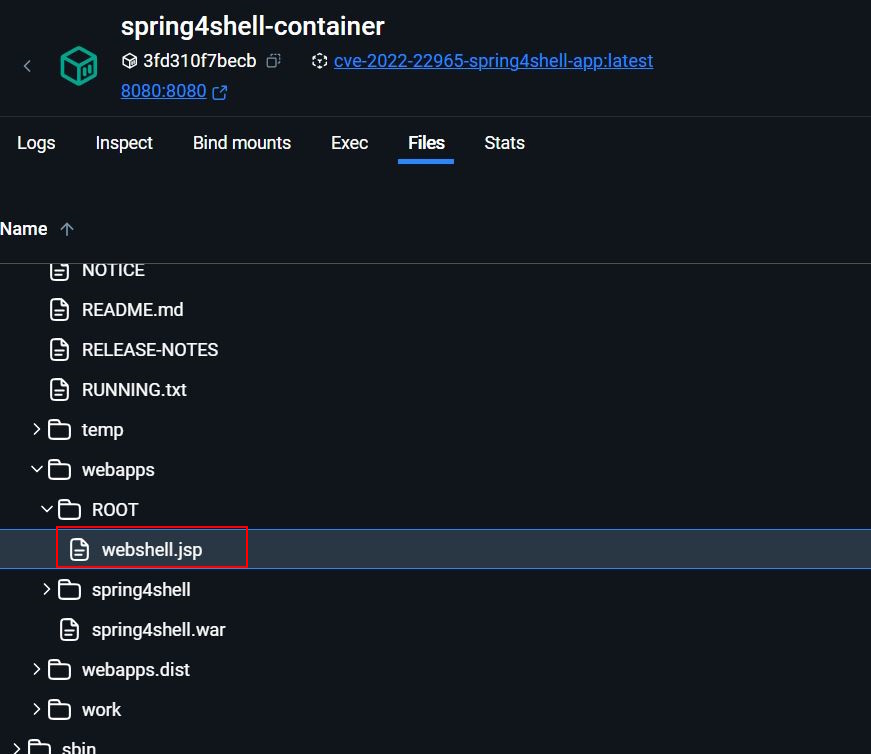 spring4shell-container
3fd310f7becb cve-2022-22965-spring4shell-app:latest
8080:8080
Logs Inspect Bind mounts Exec Files Stats
Name
NOTICE
README.md
RELEASE-NOTES
RUNNING.txt
temp
webapps
ROOT
webshell.jsp
spring4shell
spring4shell.war
webapps.dist
work
sbin